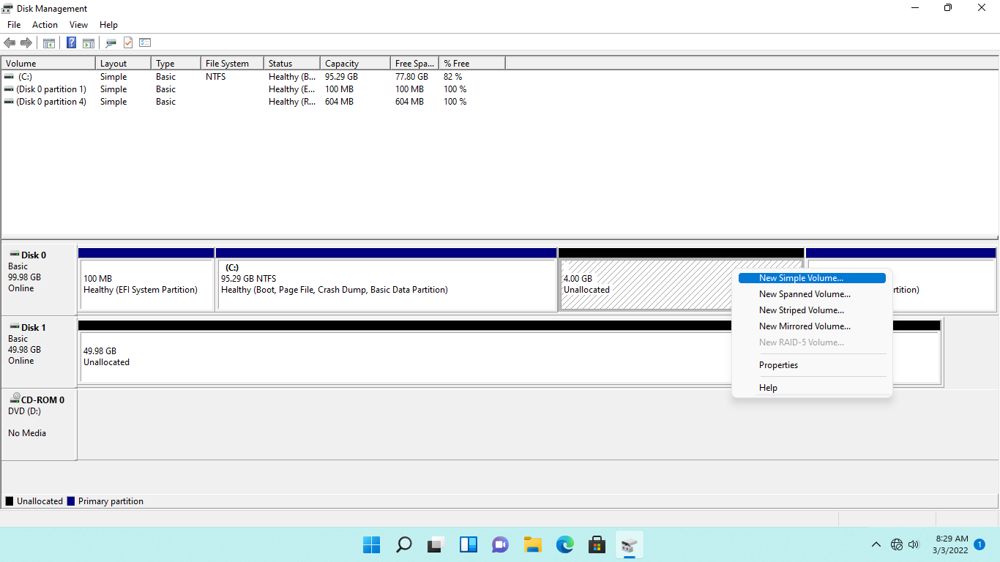 Disk Management
File Action View Help
Volume Layout Type File System Status Capacity Free Spa... % Free
(C:) Simple Basic NTFS Healthy (B... 95.29 GB 77.80 GB 82 %
(Disk 0 partition 1) Simple Basic Healthy (E... 100 MB 100 MB 100 %
(Disk 0 partition 4) Simple Basic Healthy (R... 604 MB 604 MB 100 %
Disk 0
Basic
99.98 GB
Online
100 MB
Healthy (EFI System Partition)
(C:)
95.29 GB NTFS
Healthy (Boot, Page File, Crash Dump, Basic Data Partition)
4.00 GB
Unallocated
rtition)
New Simple Volume...
New Spanned Volume...
New Striped Volume...
New Mirrored Volume...
New RAID-5 Volume...
Properties
Help
Disk 1
Basic
49.98 GB
Online
49.98 GB
Unallocated
CD-ROM 0
DVD (D:)
No Media
Unallocated Primary partition
8:29 AM
3/3/2022
1